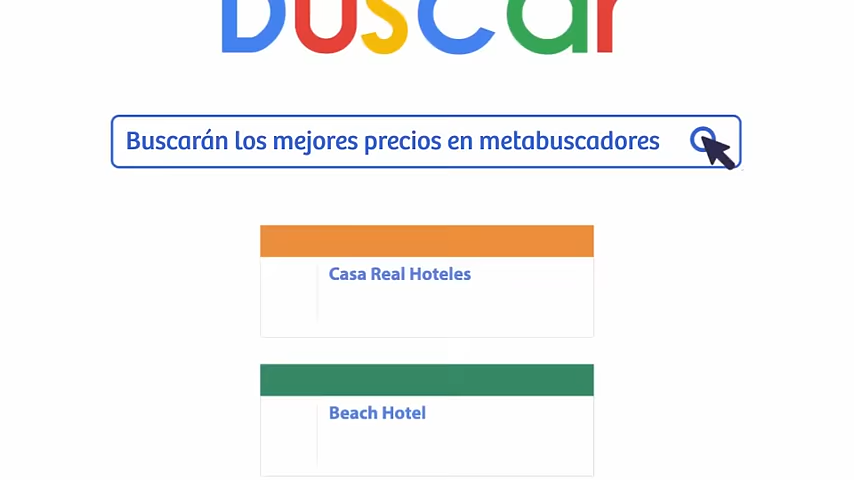 Buscar
Buscarán los mejores precios en metabuscadores
Casa Real Hoteles
Beach Hotel